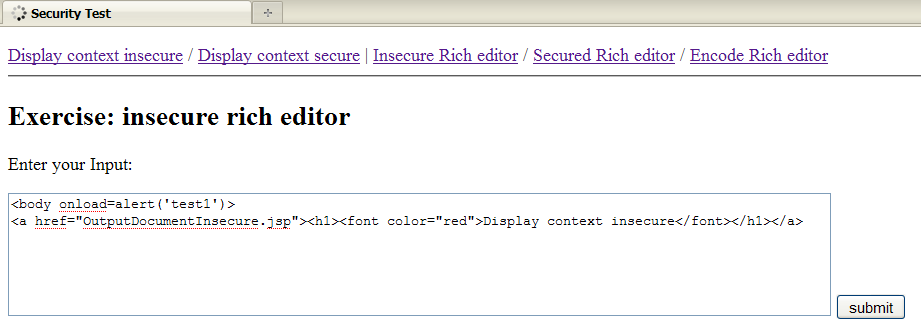 Security Test
Display context insecure / Display context secure | Insecure Rich editor / Secured Rich editor / Encode Rich editor
Exercise: insecure rich editor
Enter your Input:
<body onload=alert('test1')>
<a href="OutputDocumentInsecure.jsp"><h1><font color="red">Display context insecure</font></h1></a>
submit